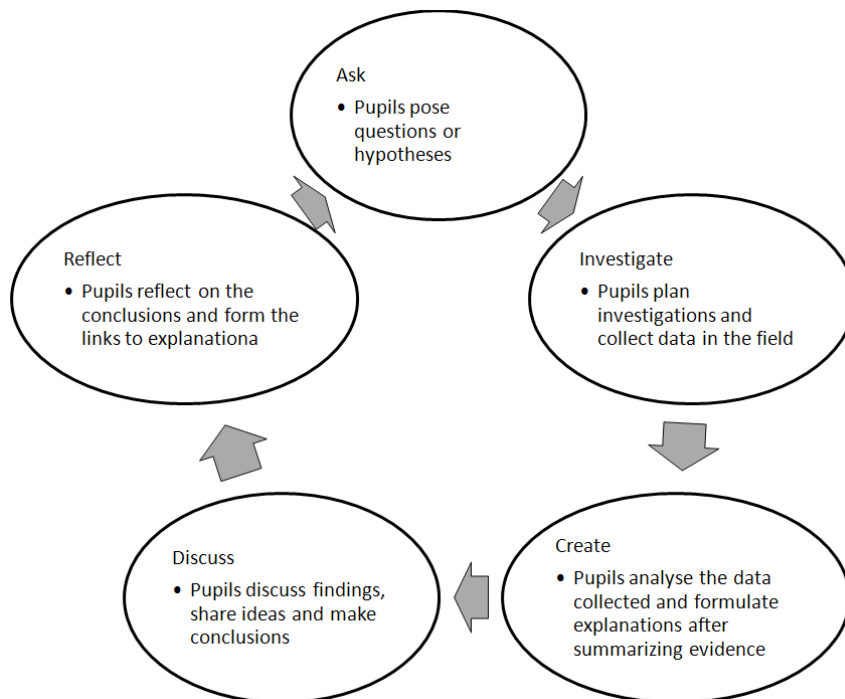 Ask
• Pupils pose
questions or
hypotheses
Investigate
• Pupils plan
investigations and
collect data in the field
Create
• Pupils analyse the data
collected and formulate
explanations after
summarizing evidence
Discuss
• Pupils discuss findings,
share ideas and make
conclusions
Reflect
• Pupils reflect on the
conclusions and form the
links to explanationa